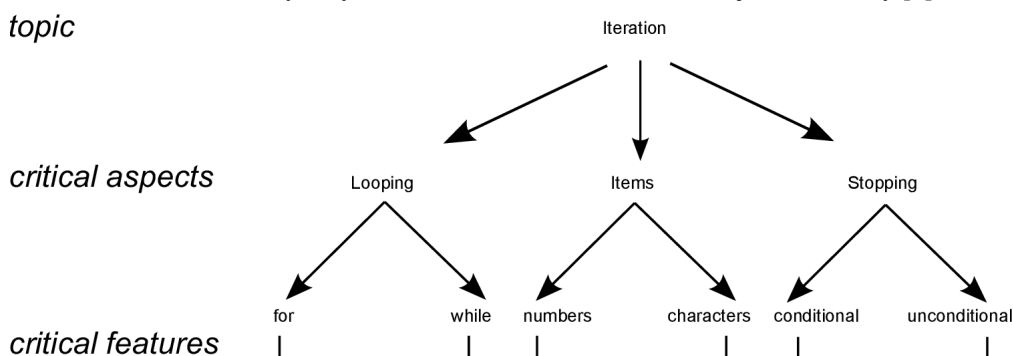 topic
Iteration
critical aspects
Looping
Items
Stopping
for
while
numbers
characters
conditional
unconditional
critical features